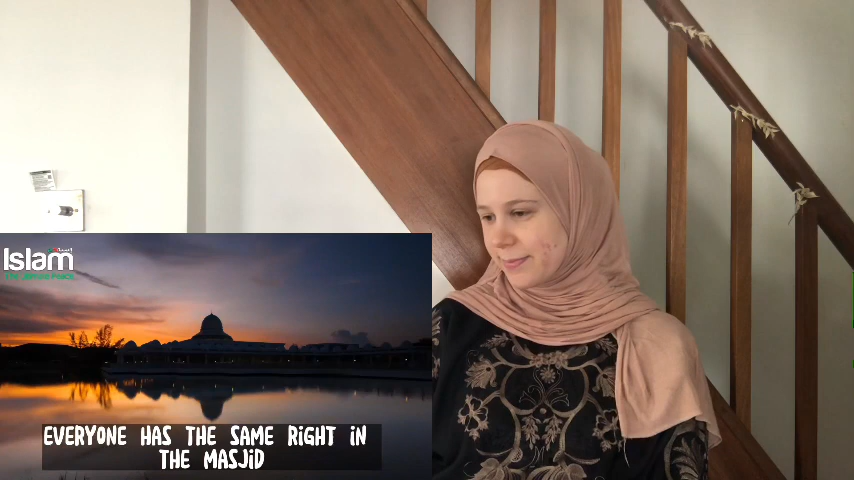 Islam
EVERYONE HAS THE SAME RIGHT IN
THE MASJID